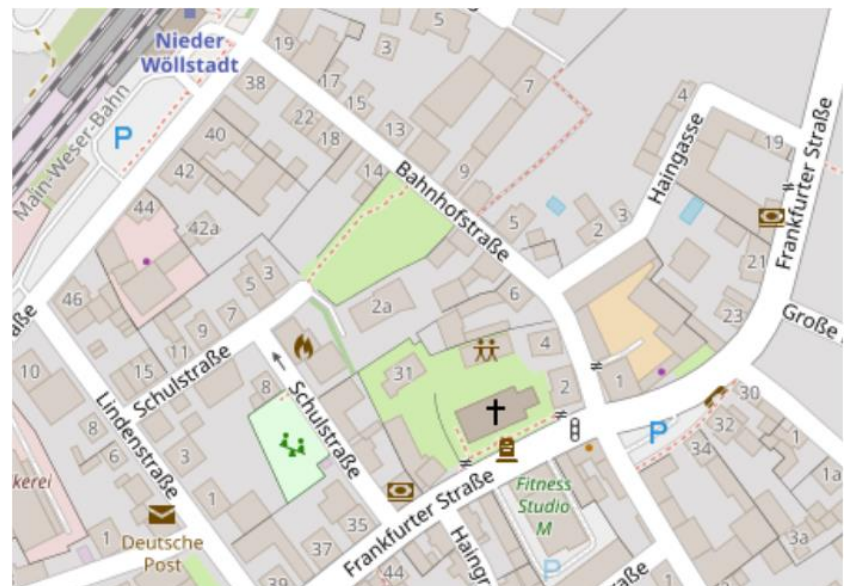 Nieder
Wöllstadt
Main-Weser-Bahn
P
19
38
40
42
44
42a
46
17
22
15
18
13
14
3
5
7
9
Bahnhofstraße
5
2
3
4
Haingasse
19
Frankfurter Straße
21
23
Große
6
4
2
1
2a
3
5
7
9
11
15
Schulstraße
10
8
6
3
1
1
Lindenstraße
8
Schulstraße
31
P
30
32
34
1
1a
3a
kerei
Deutsche
Post
35
37
39
44
Frankfurter Straße
Fitness
Studio
M
P